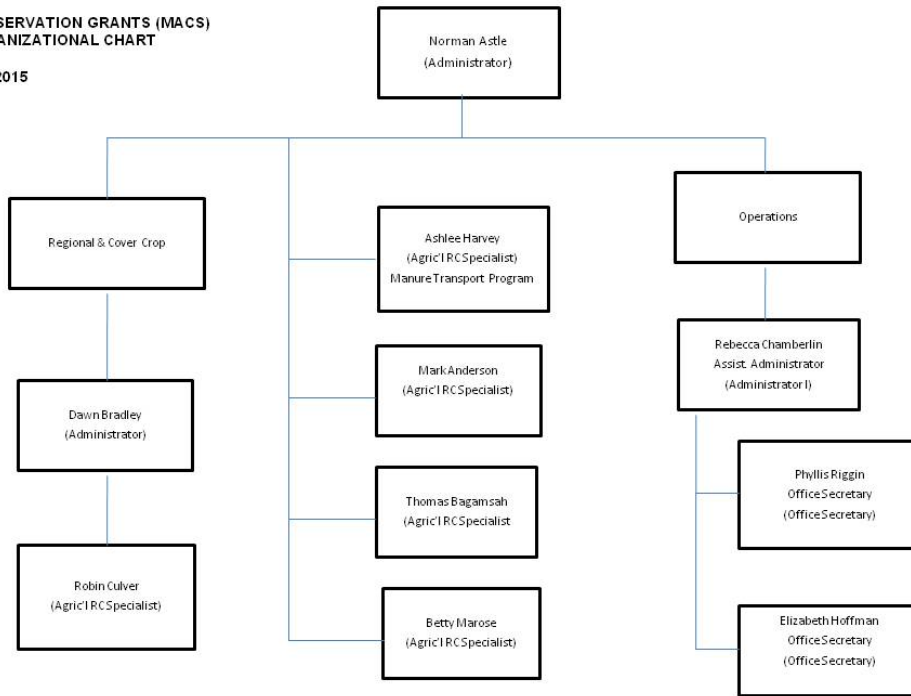 SERVATION GRANTS (MACS)
ANIZATIONAL CHART
2015
Norman Astle
(Administrator)
Regional & Cover Crop
Dawn Bradley
(Administrator)
Robin Culver
(Agric'l RC Specialist)
Ashlee Harvey
(Agric'l RC Specialist)
Manure Transport Program
Mark Anderson
(Agric'l RC Specialist)
Thomas Bagamsah
(Agric'l RC Specialist
Betty Marose
(Agric'l RC Specialist)
Operations
Rebecca Chamberlin
Assist. Administrator
(Administrator I)
Phyllis Riggin
Office Secretary
(Office Secretary)
Elizabeth Hoffman
Office Secretary
(Office Secretary)